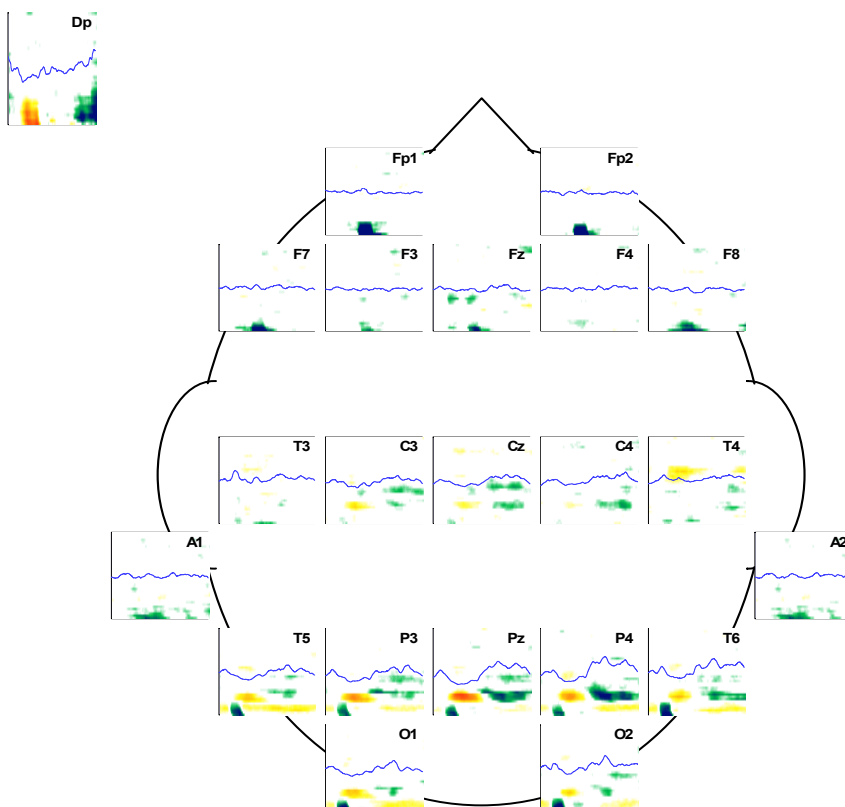 Dp
Fp1 Fp2
F7 F3 Fz F4 F8
T3 C3 Cz C4 T4
A1 A2
T5 P3 Pz P4 T6
O1 O2